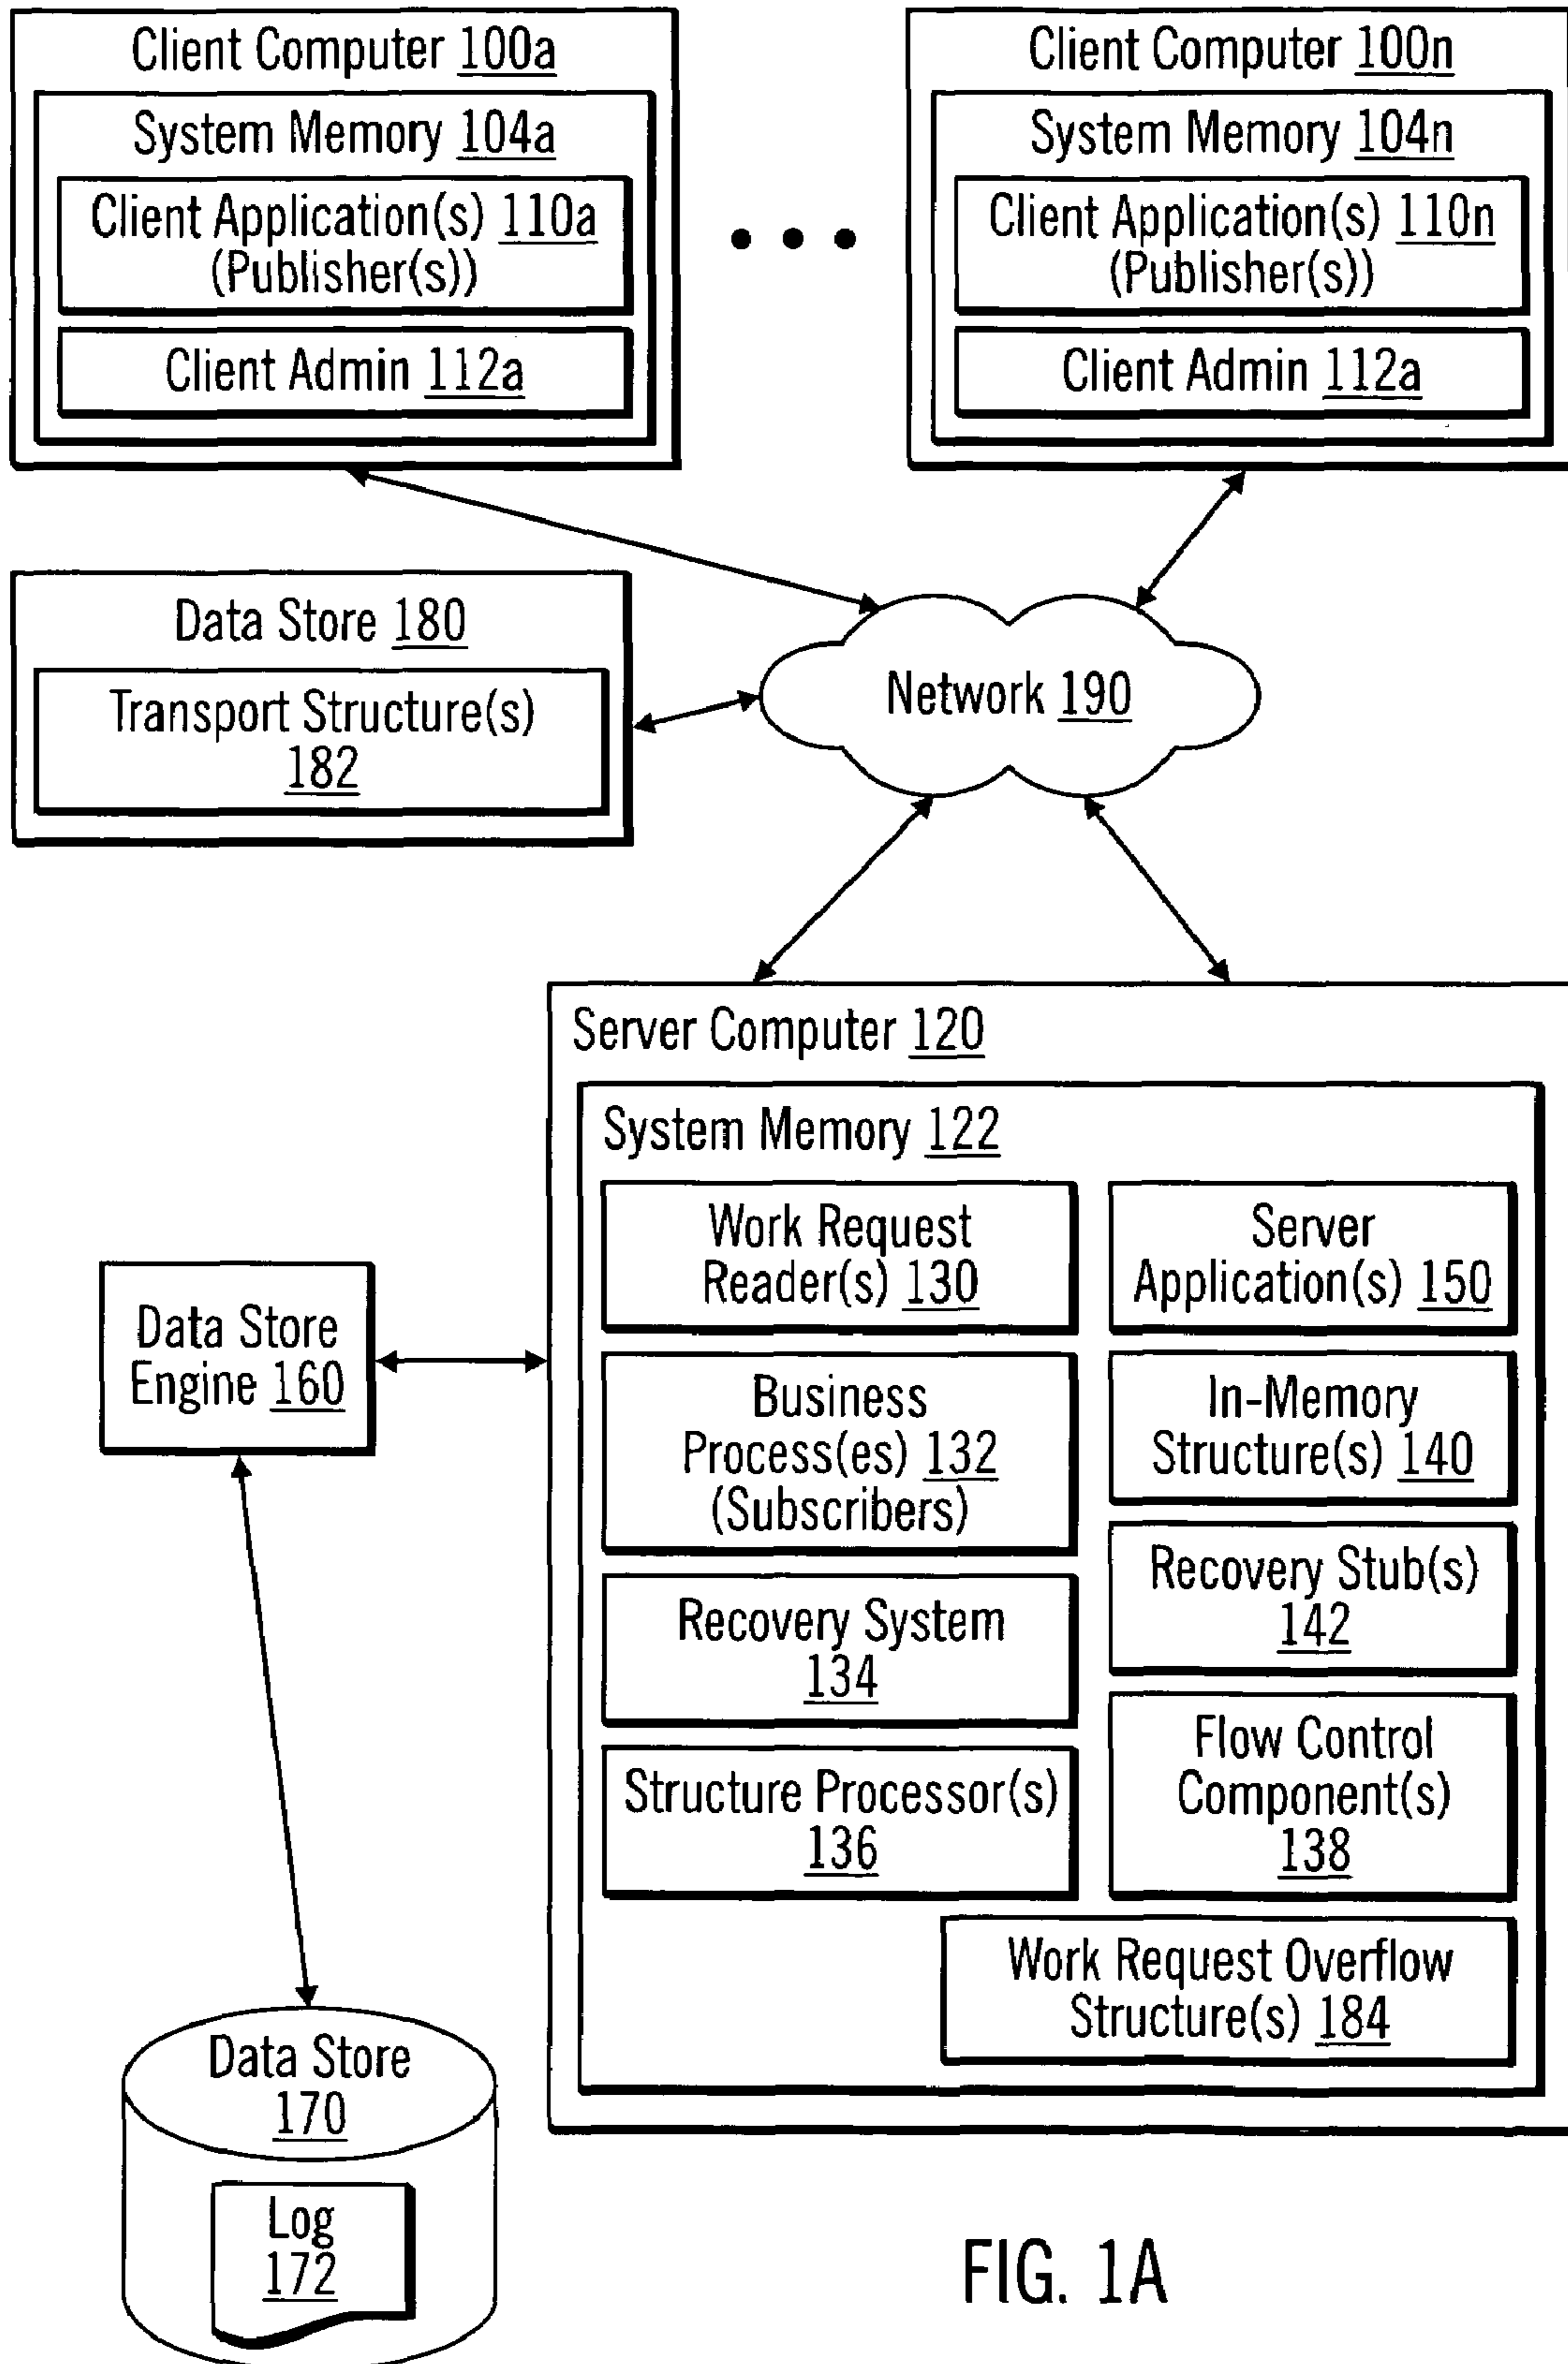 Client Computer 100a
System Memory 104a
Client Application(s) 110a
(Publisher(s))
Client Admin 112a
Client Computer 100n
System Memory 104n
Client Application(s) 110n
(Publisher(s))
Client Admin 112a
Data Store 180
Transport Structure(s)
182
Network 190
Server Computer 120
System Memory 122
Work Request
Reader(s) 130
Server
Application(s) 150
Business
Process(es) 132
(Subscribers)
In-Memory
Structure(s) 140
Recovery System
134
Recovery Stub(s)
142
Structure Processor(s)
136
Flow Control
Component(s)
138
Work Request Overflow
Structure(s) 184
Data Store
Engine 160
Data Store
170
Log
172
FIG. 1A